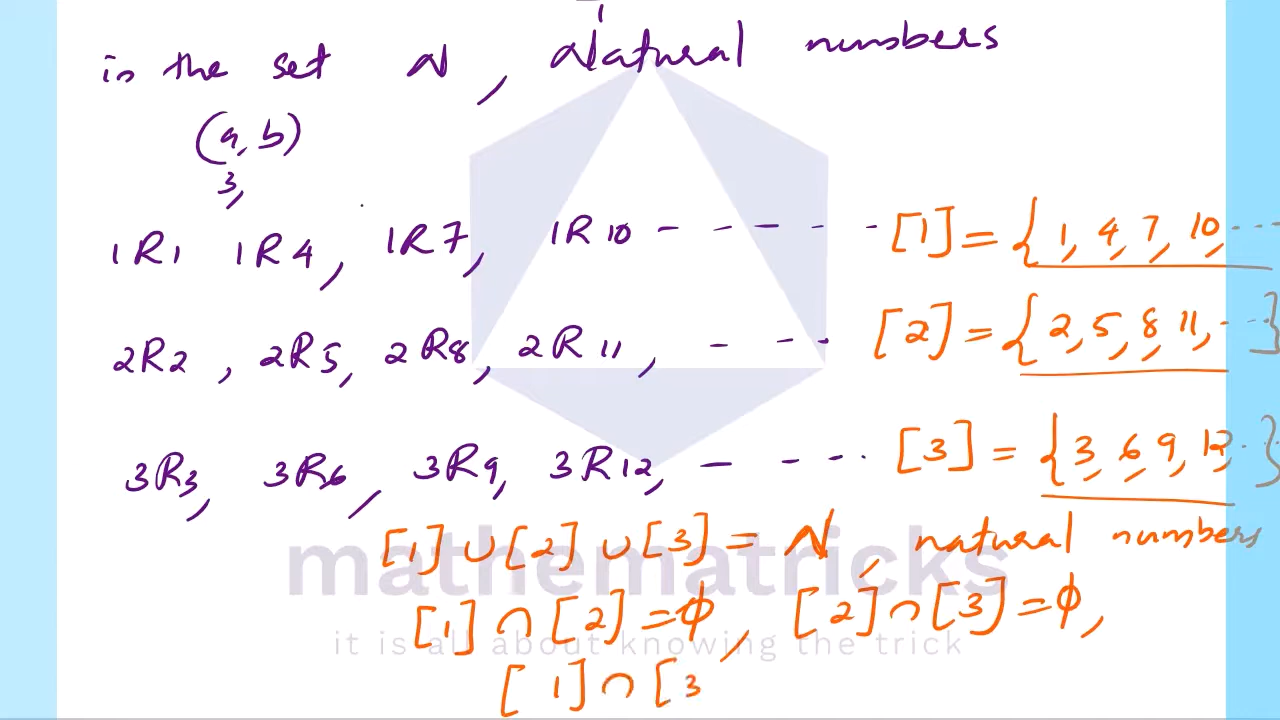 in the set N, Natural numbers
(a, b)
3,
1R1 1R4, 1R7, 1R10 - - - - - - [1] = {1, 4, 7, 10, ...
2R2, 2R5, 2R8, 2R11, - - - [2] = {2, 5, 8, 11, ...}
3R3, 3R6, 3R9, 3R12, - - - · [3] = {3, 6, 9, 12, ...}
[1] ∪ [2] ∪ [3] = N, natural numbers
mathematricks
[1] ∩ [2] = ϕ, [2] ∩ [3] = ϕ,
it is all about knowing the trick
[1] ∩ [3